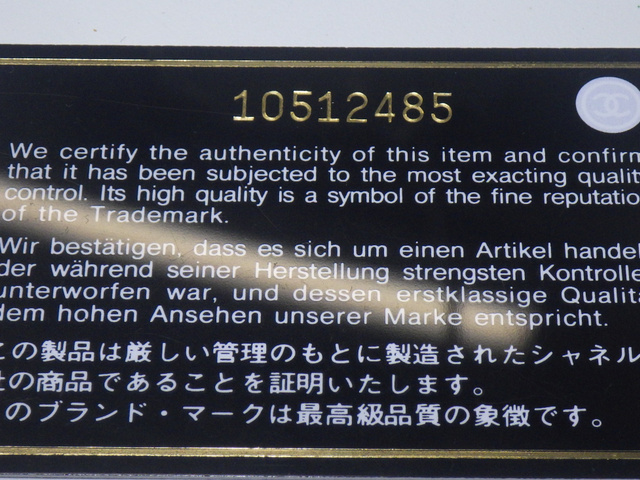 10512485
We certify the authenticity of this item and confirm
that it has been subjected to the most exacting
control. Its high quality is a symbol of the fine
of the Trademark.
Wir bestätigen, dass es sich um einen Artikel
der während seiner Herstellung strengsten
unterworfen war, und dessen erstklassige
dem hohen Ansehen unserer Marke entspricht.
この製品は厳しい管理のもとに製造されたシャネル
社の商品であることを証明いたします。
のブランド・マークは最高級品質の象徴です。